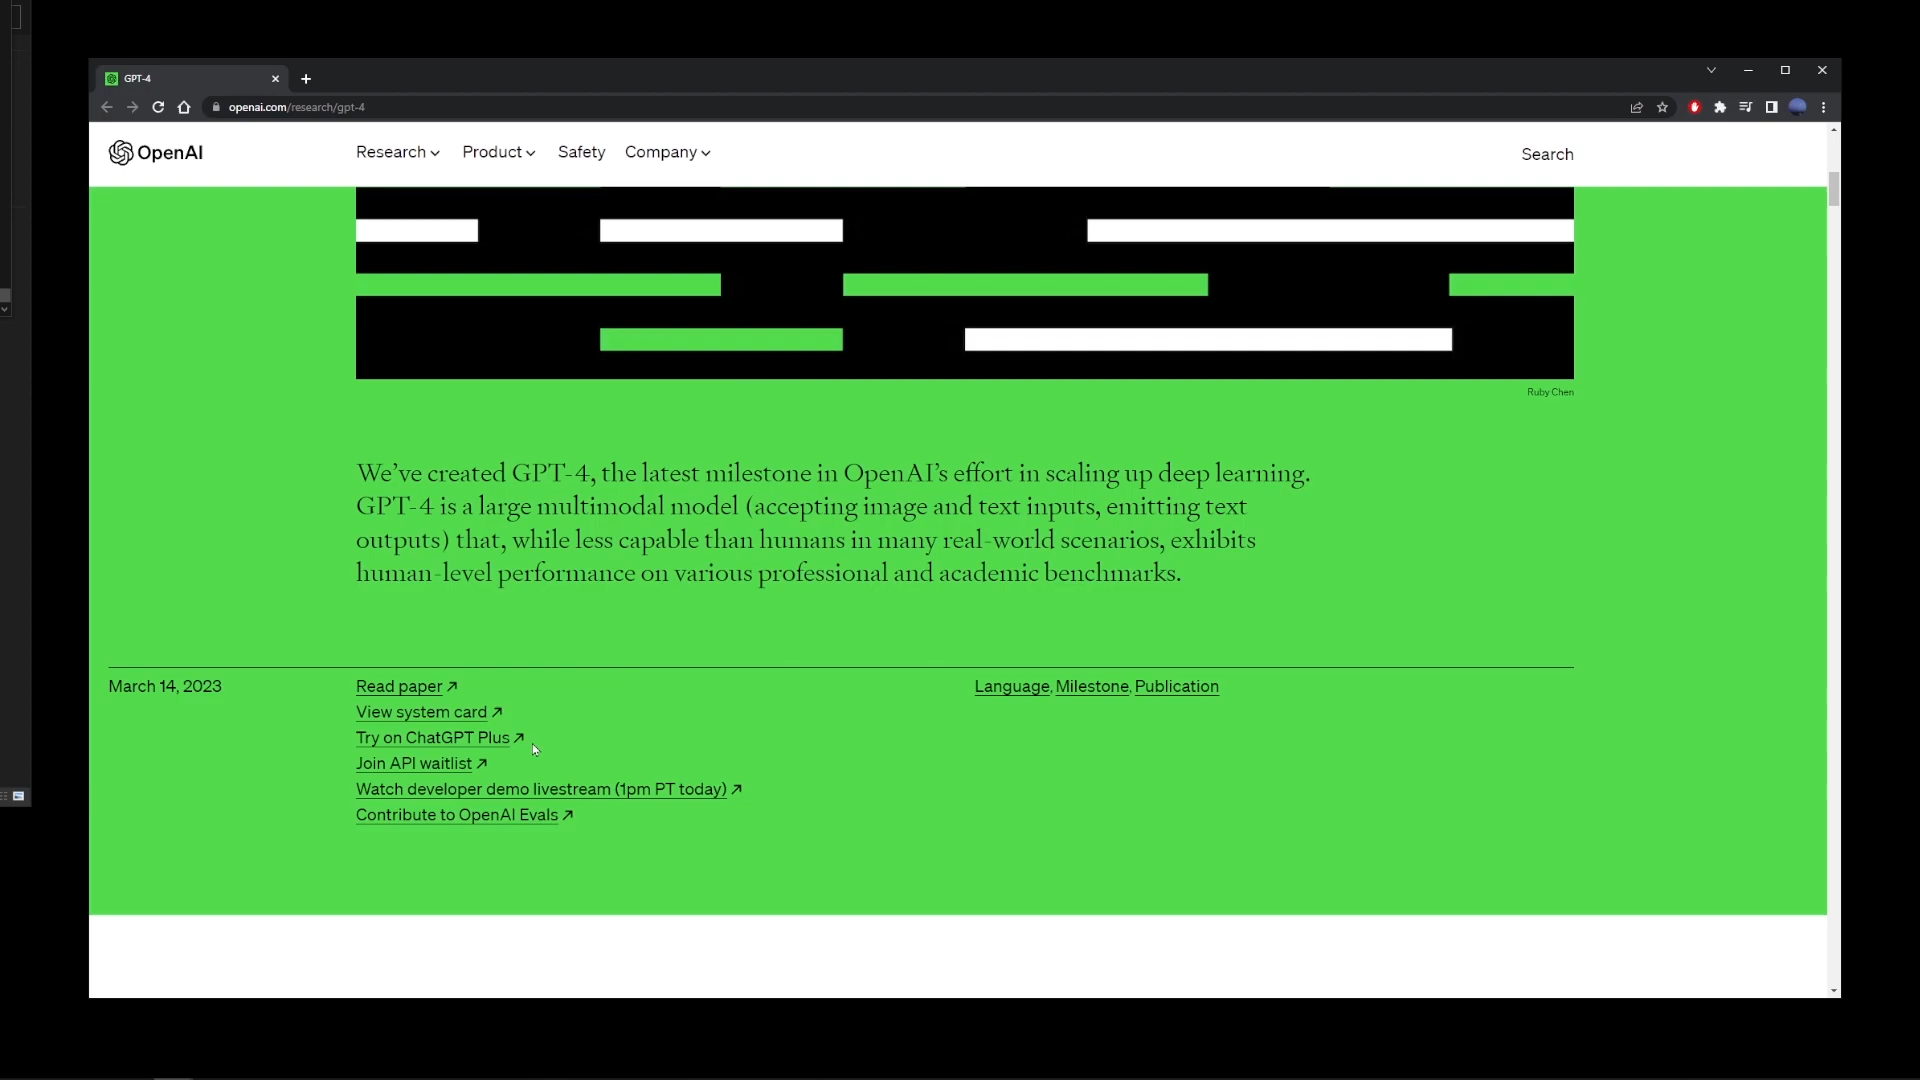 GPT-4
openai.com/research/gpt-4
OpenAI
Research Product Safety Company
Search
Ruby Chen
We’ve created GPT-4, the latest milestone in OpenAI’s effort in scaling up deep learning.
GPT-4 is a large multimodal model (accepting image and text inputs, emitting text
outputs) that, while less capable than humans in many real-world scenarios, exhibits
human-level performance on various professional and academic benchmarks.
March 14, 2023
Read paper ↗
View system card ↗
Try on ChatGPT Plus ↗
Join API waitlist ↗
Watch developer demo livestream (1pm PT today) ↗
Contribute to OpenAI Evals ↗
Language, Milestone, Publication